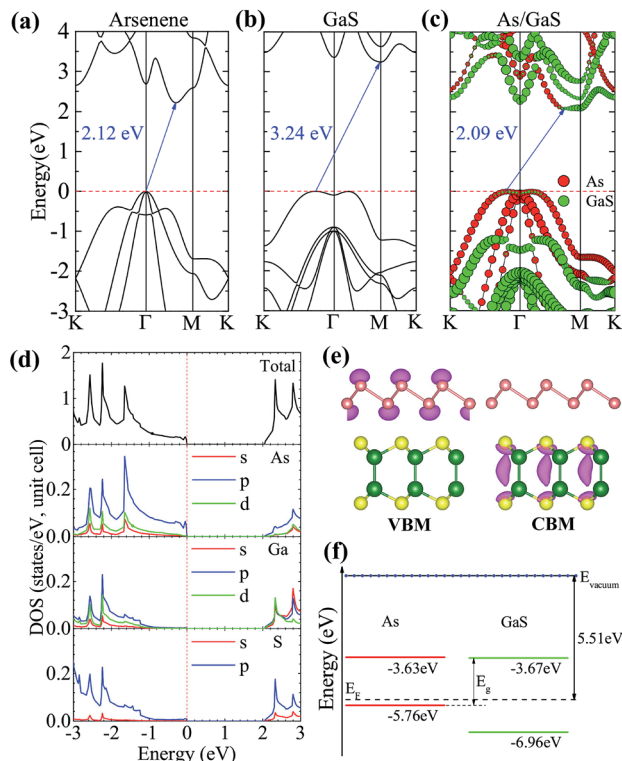 (a) Arsenene
(b) GaS
(c) As/GaS
Energy(eV)
4
3
2
1
0
-1
-2
-3
2.12 eV
3.24 eV
2.09 eV
As
GaS
K Γ M K
K Γ M K
K Γ M K
(d)
DOS (states/eV, unit cell)
2
1
0
Total
0.2
0.0
s
p
d
As
0.2
0.0
s
p
d
Ga
0.2
0.0
s
p
S
-3 -2 -1 0 1 2 3
Energy (eV)
(e)
VBM
CBM
(f)
Energy (eV)
E vacuum
As
GaS
5.51eV
-3.63eV
-3.67eV
E F
E g
-5.76eV
-6.96eV